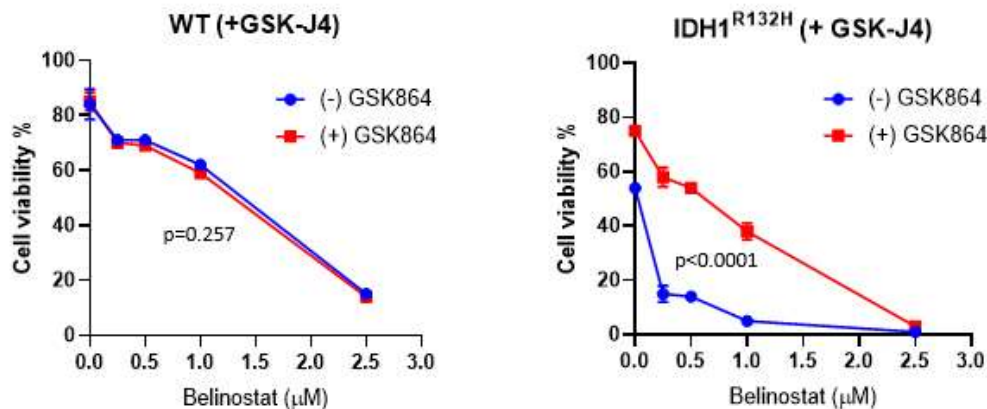 WT (+GSK-J4)
100
80
60
40
20
0
Cell viability %
(-) GSK864
(+) GSK864
p=0.257
0.0 0.5 1.0 1.5 2.0 2.5 3.0
Belinostat (μM)
IDH1R132H (+ GSK-J4)
100
80
60
40
20
0
Cell viability %
(-) GSK864
(+) GSK864
p<0.0001
0.0 0.5 1.0 1.5 2.0 2.5 3.0
Belinostat (μM)